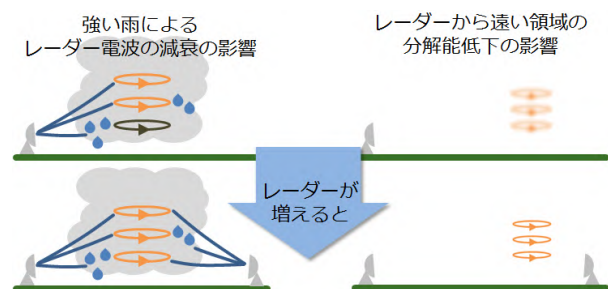 強い雨による
レーダー電波の減衰の影響
レーダーから遠い領域の
分解能低下の影響
レーダーが
増えると